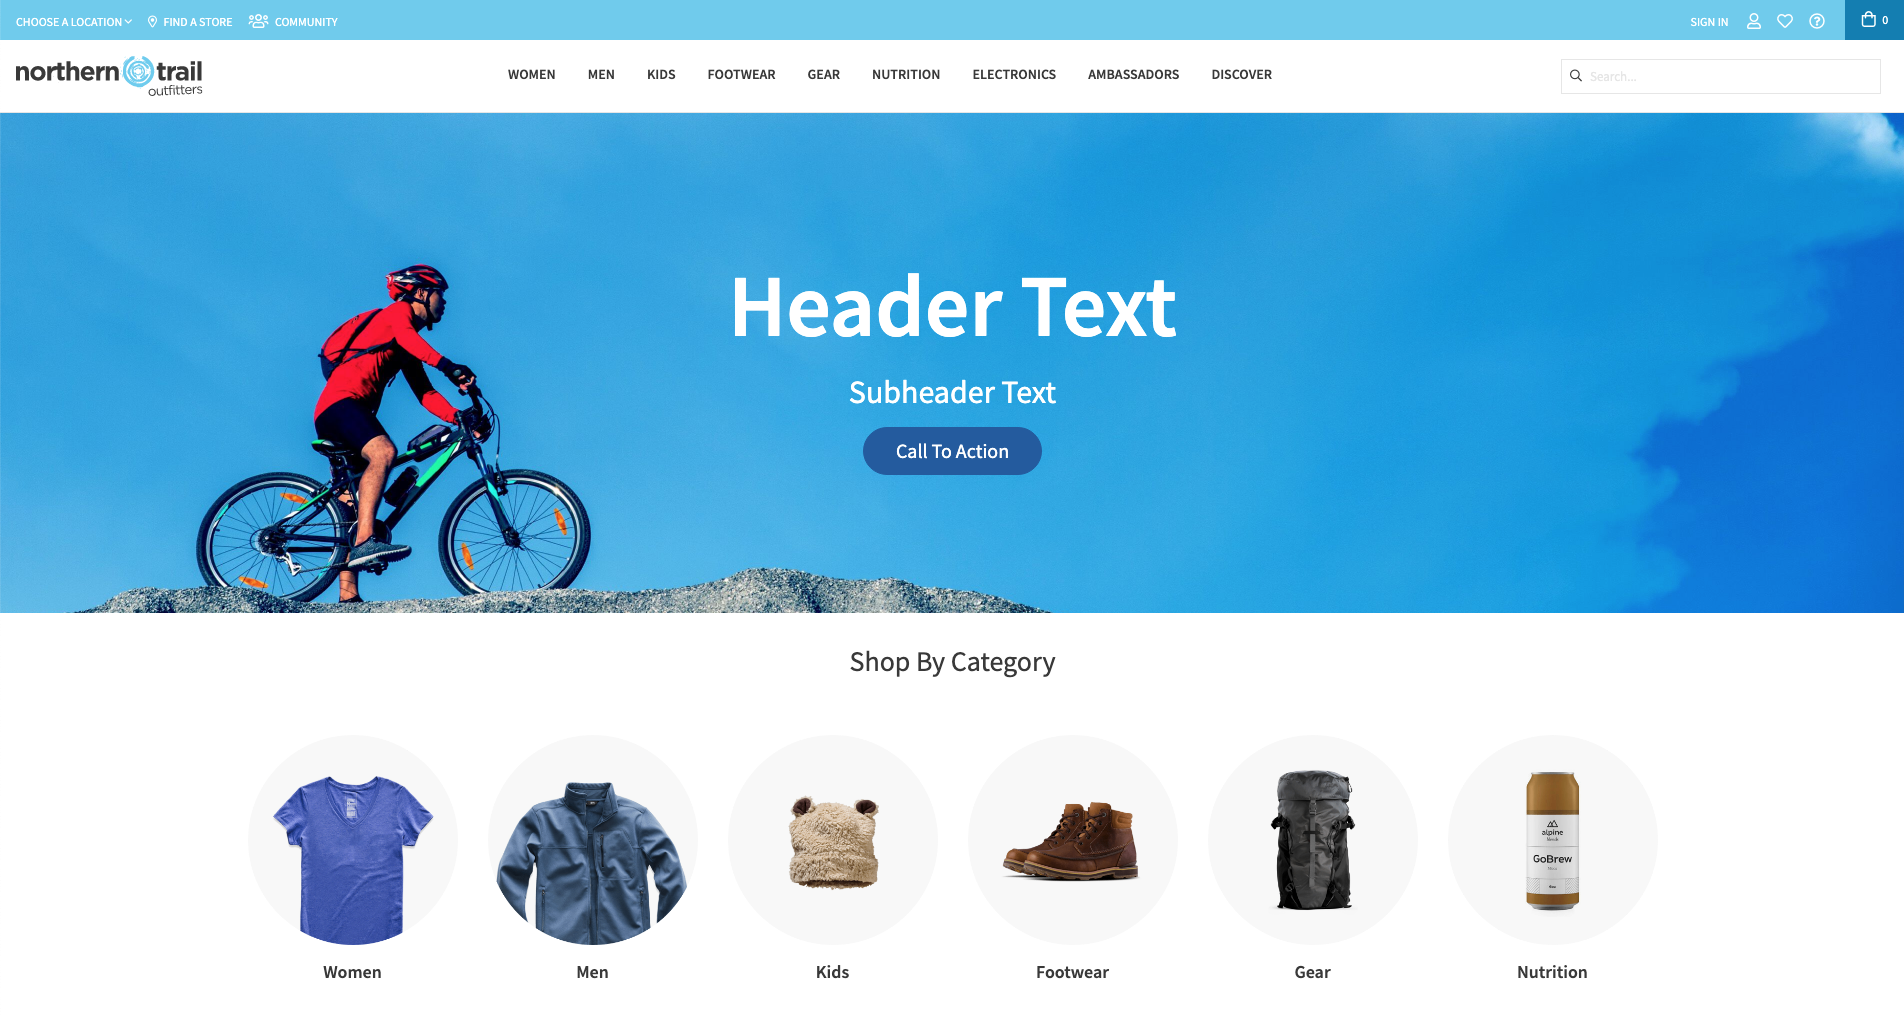 CHOOSE A LOCATION
FIND A STORE
COMMUNITY
SIGN IN
0
northern trail
outfitters
WOMEN
MEN
KIDS
FOOTWEAR
GEAR
NUTRITION
ELECTRONICS
AMBASSADORS
DISCOVER
Search...
Header Text
Subheader Text
Call To Action
Shop By Category
alpine
GoBrew
Women
Men
Kids
Footwear
Gear
Nutrition